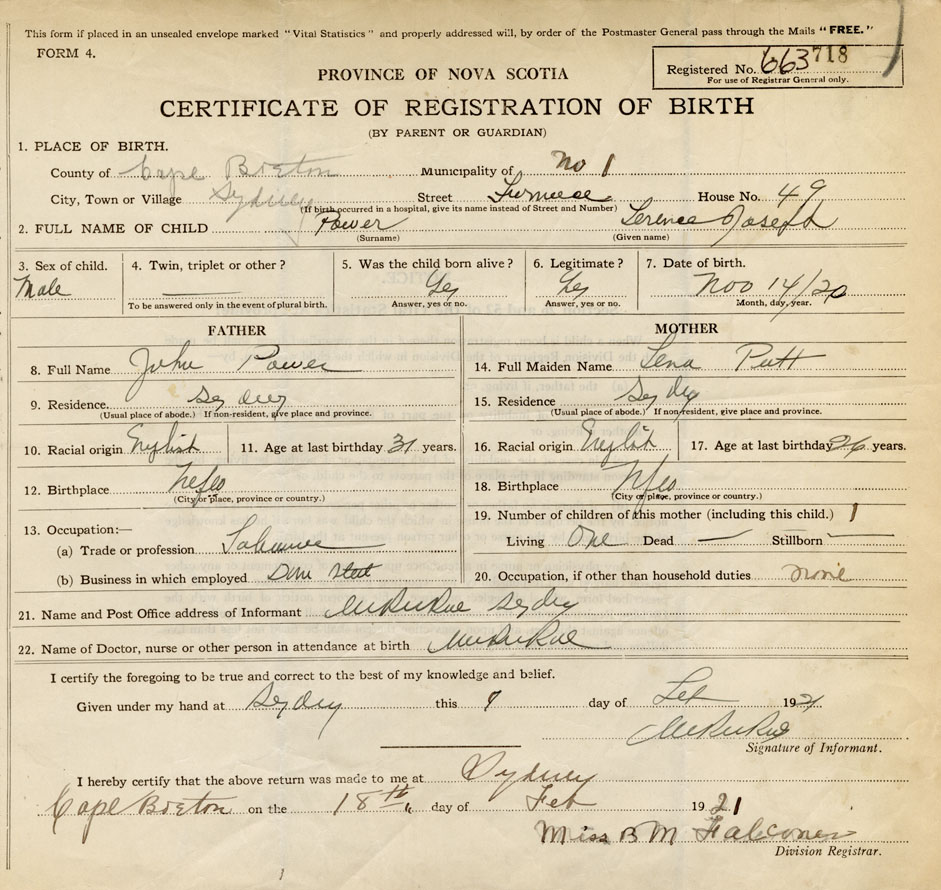 This form if placed in an unsealed envelope marked "Vital Statistics" and properly addressed will, by order of the Postmaster General pass through the Mails "FREE."
FORM 4.
Registered No. 663718
For use of Registrar General only.
PROVINCE OF NOVA SCOTIA
CERTIFICATE OF REGISTRATION OF BIRTH
(BY PARENT OR GUARDIAN)
1. PLACE OF BIRTH.
County of Cape Breton Municipality of No 1
City, Town or Village Sydney Street Furnace House No. 49
(If birth occurred in a hospital, give its name instead of Street and Number)
2. FULL NAME OF CHILD Power Terence Joseph
(Surname) (Given name)
3. Sex of child. 4. Twin, triplet or other? 5. Was the child born alive? 6. Legitimate? 7. Date of birth.
Male Yes Yes Nov 14/20
To be answered only in the event of plural birth. Answer, yes or no. Answer, yes or no. Month, day, year.
FATHER MOTHER
8. Full Name John Power 14. Full Maiden Name Lena
9. Residence Sydney 15. Residence Sydney
(Usual place of abode.) If non-resident, give place and province. (Usual place of abode.) If non-resident, give place and province.
10. Racial origin English 11. Age at last birthday 31 years. 16. Racial origin English 17. Age at last birthday 26 years.
12. Birthplace Nfld 18. Birthplace Nfld
(City or place, province or country.) (City or place, province or country.)
13. Occupation:— 19. Number of children of this mother (including this child.) 1
(a) Trade or profession Living One Dead — Stillborn —
(b) Business in which employed Dom Steel 20. Occupation, if other than household duties None
21. Name and Post Office address of Informant Sydney
22. Name of Doctor, nurse or other person in attendance at birth
I certify the foregoing to be true and correct to the best of my knowledge and belief.
Given under my hand at Sydney this 9 day of Feb 1921
Signature of Informant.
I hereby certify that the above return was made to me at Sydney
Cape Breton on the 18th day of Feb 1921
Miss B M Falconer
Division Registrar.